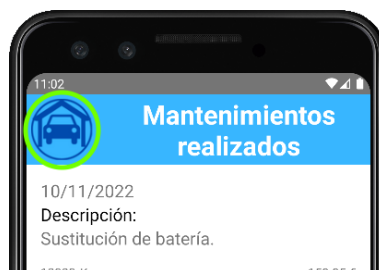 11:02
Mantenimientos
realizados
10/11/2022
Descripción:
Sustitución de batería.